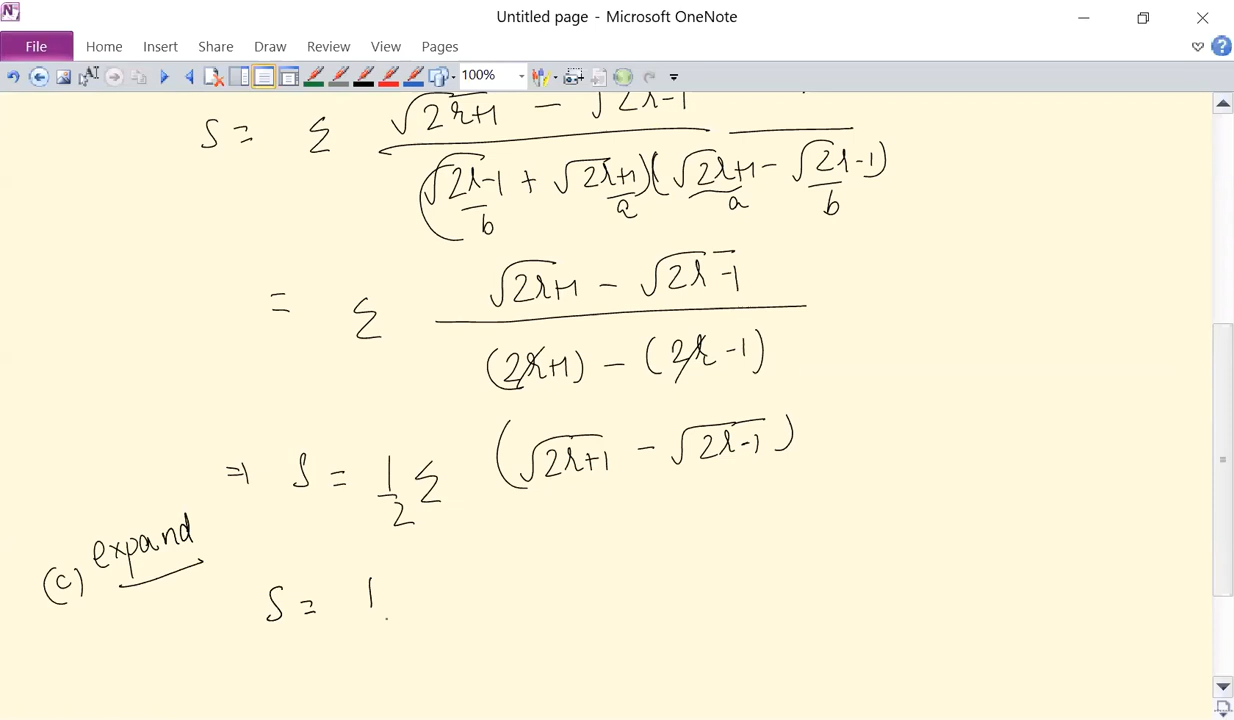 Untitled page - Microsoft OneNote
File Home Insert Share Draw Review View Pages
100%
S = Σ (√2r+1 - √2r-1) / (√2r-1 + √2r+1)(√2r+1 - √2r-1)
b a a b
= Σ (√2r+1 - √2r-1) / (2r+1) - (2r-1)
⇒ S = 1/2 Σ (√2r+1 - √2r-1)
(c) expand
S = 1